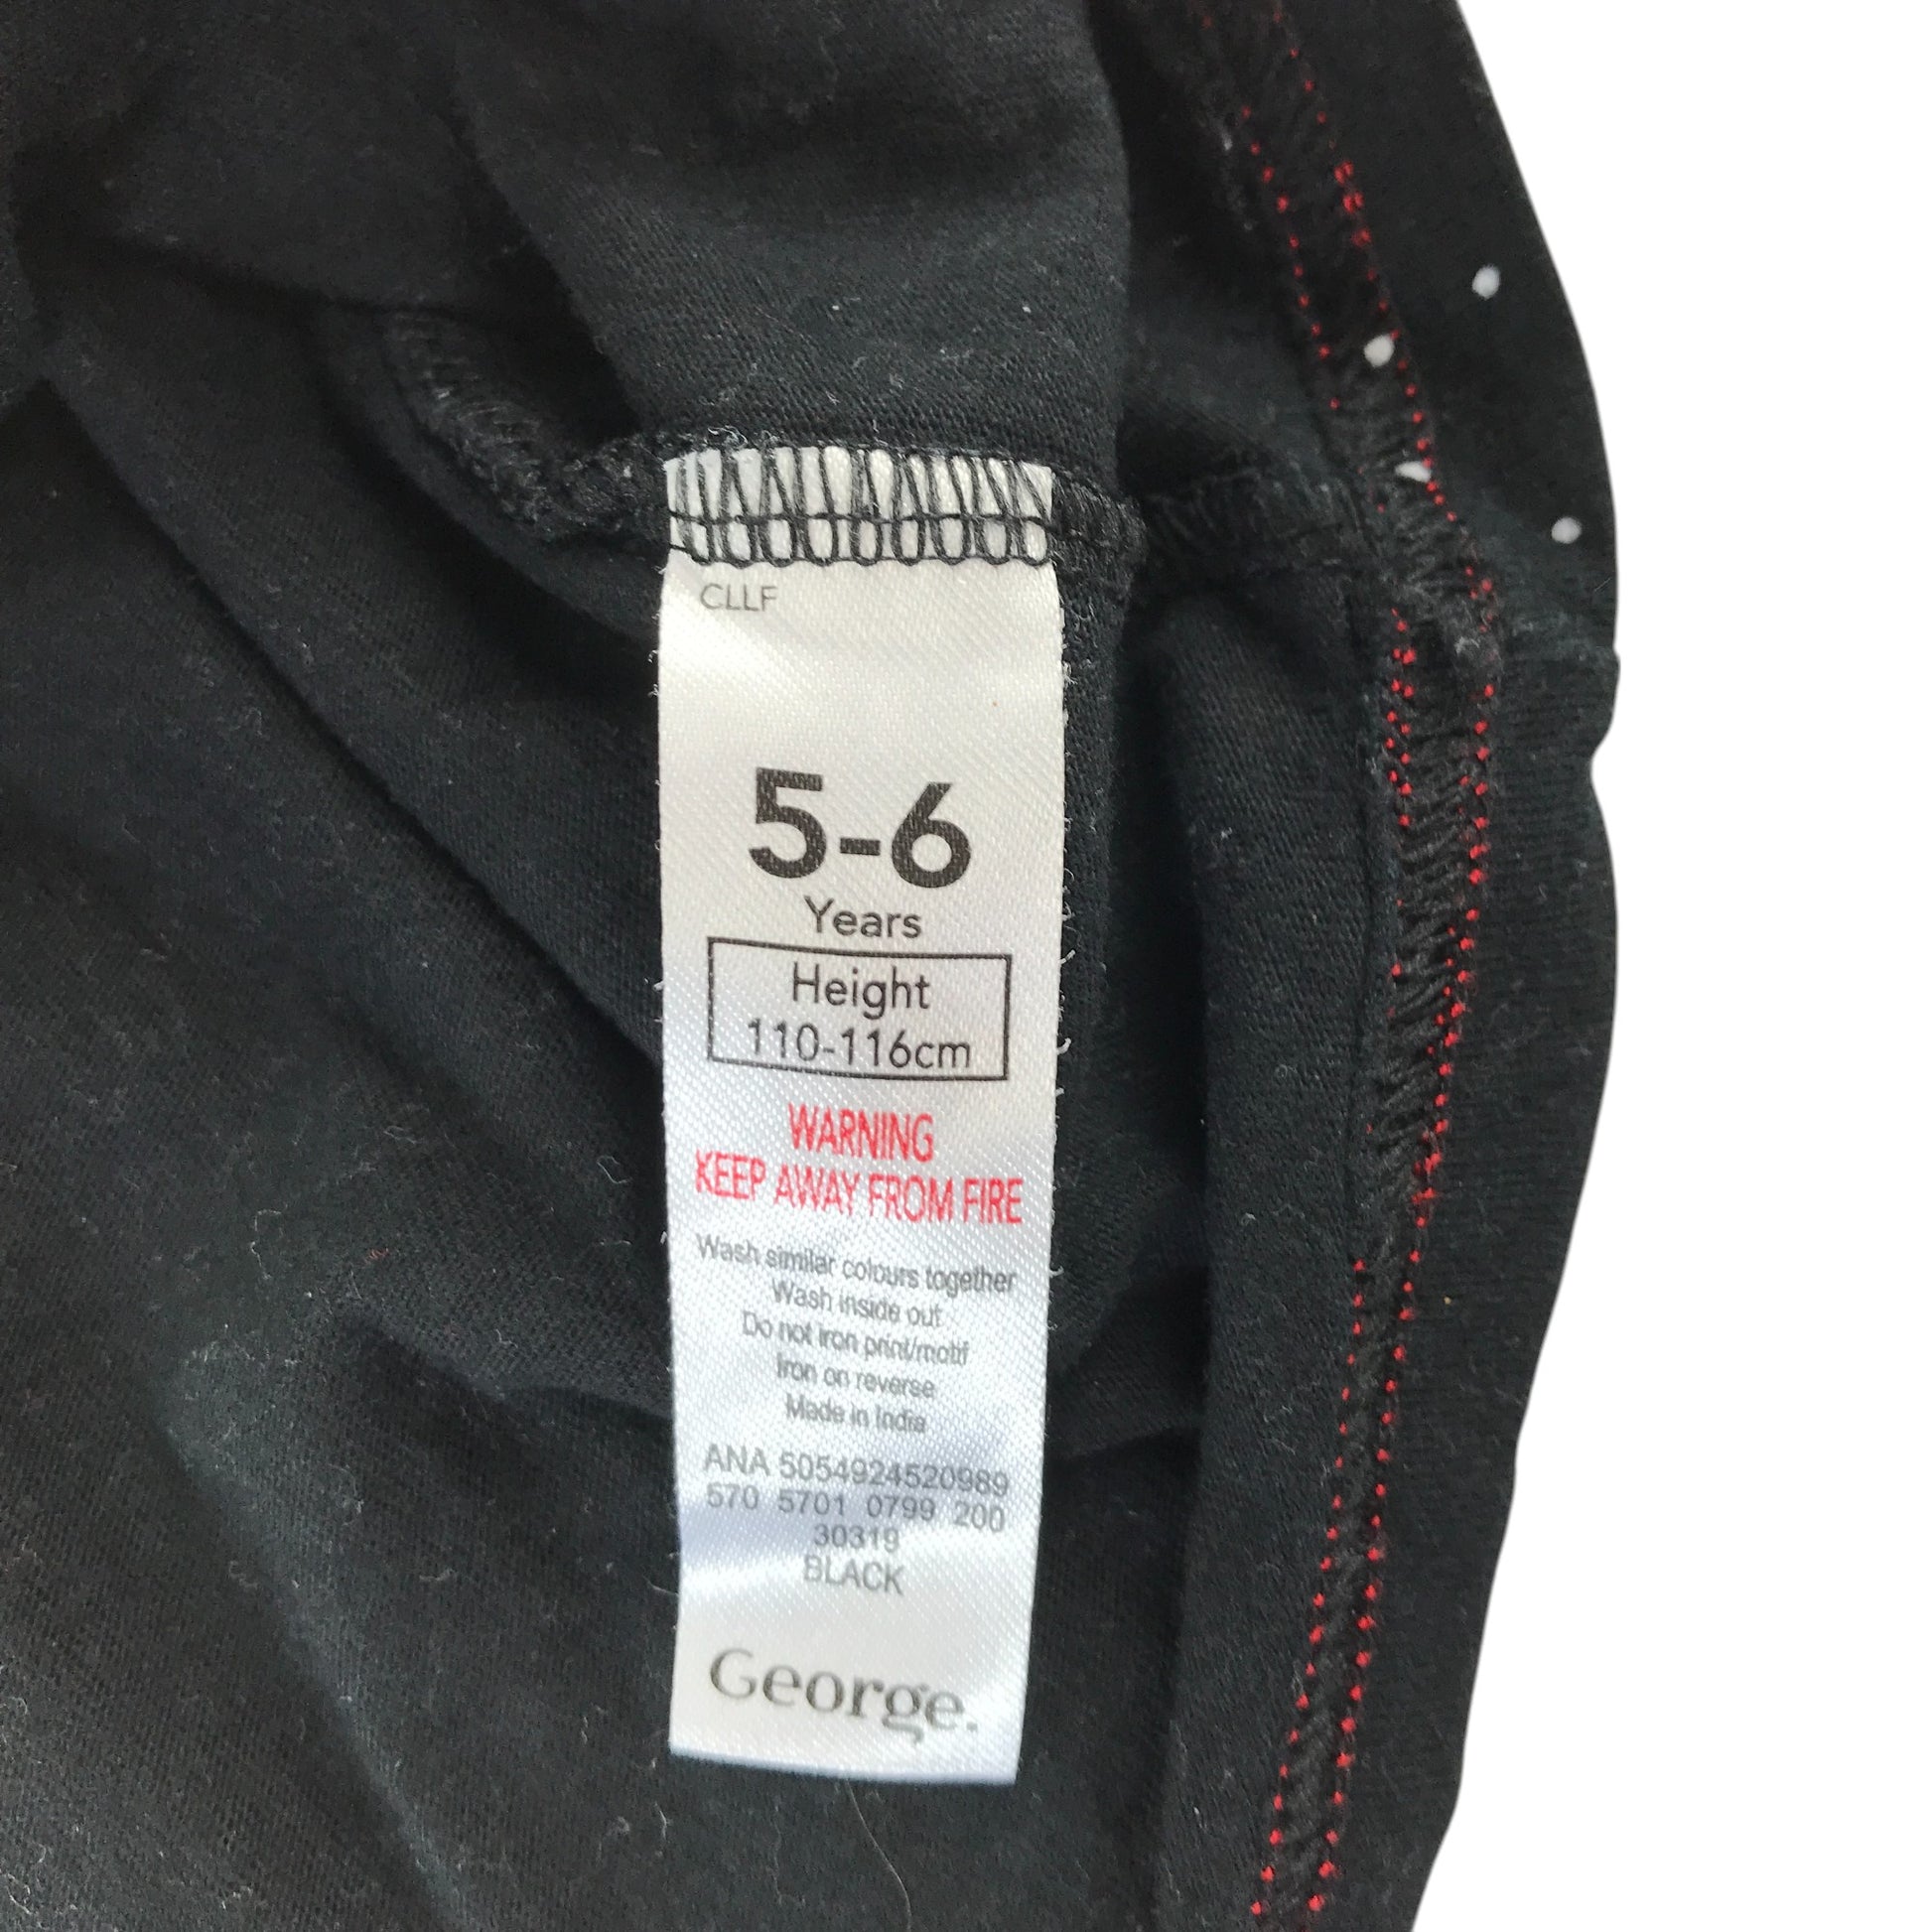 CLLF
5-6
Years
Height
110-116cm
WARNING
KEEP AWAY FROM FIRE
Wash similar colours together
Wash inside out
Do not iron print/motif
Iron on reverse
Made in India
ANA 5054924520989
570 5701 0799 200
30319
BLACK
George.